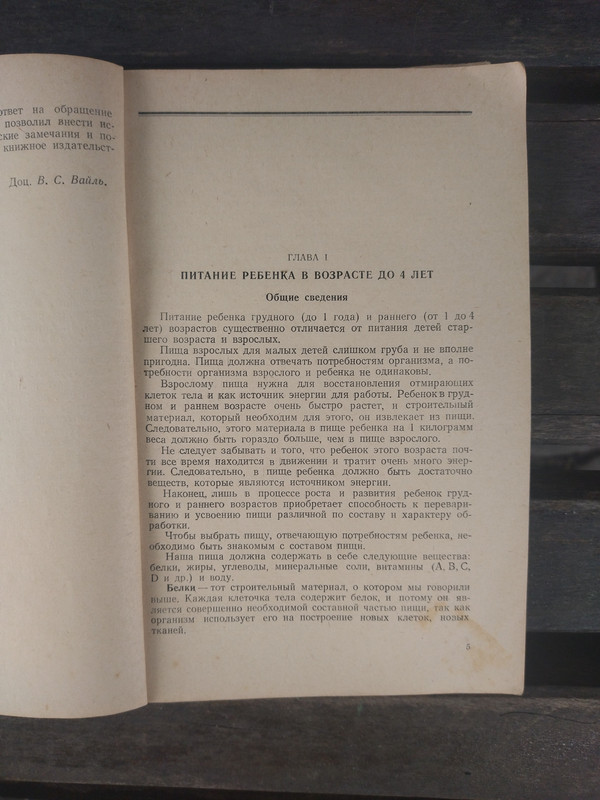 ответ на обращение
позволил внести ис-
ские замечания и по-
книжное издательст-
Доц. В. С. Вайль.
ГЛАВА I
ПИТАНИЕ РЕБЕНКА В ВОЗРАСТЕ ДО 4 ЛЕТ
Общие сведения
Питание ребенка грудного (до 1 года) и раннего (от 1 до 4
лет) возрастов существенно отличается от питания детей стар-
шего возраста и взрослых.
Пища взрослых для малых детей слишком груба и не вполне
пригодна. Пища должна отвечать потребностям организма, а по-
требности организма взрослого и ребенка не одинаковы.
Взрослому пища нужна для восстановления отмирающих
клеток тела и как источник энергии для работы. Ребенок в груд-
ном и раннем возрасте очень быстро растет, и строительный
материал, который необходим для этого, он извлекает из пищи.
Следовательно, этого материала в пище ребенка на 1 килограмм
веса должно быть гораздо больше, чем в пище взрослого.
Не следует забывать и того, что ребенок этого возраста поч-
ти все время находится в движении и тратит очень много энер-
гии. Следовательно, в пище ребенка должно быть достаточно
веществ, которые являются источником энергии.
Наконец, лишь в процессе роста и развития ребенок груд-
ного и раннего возрастов приобретает способность к перевари-
ванию и усвоению пищи различной по составу и характеру об-
работки.
Чтобы выбрать пищу, отвечающую потребностям ребенка, не-
обходимо быть знакомым с составом пищи.
Наша пища должна содержать в себе следующие вещества:
белки, жиры, углеводы, минеральные соли, витамины (А, В, С,
D и др.) и воду.
Белки — тот строительный материал, о котором мы говорили
выше. Каждая клеточка тела содержит белок, и потому он яв-
ляется совершенно необходимой составной частью пищи, так как
организм использует его на построение новых клеток, новых
тканей.
5